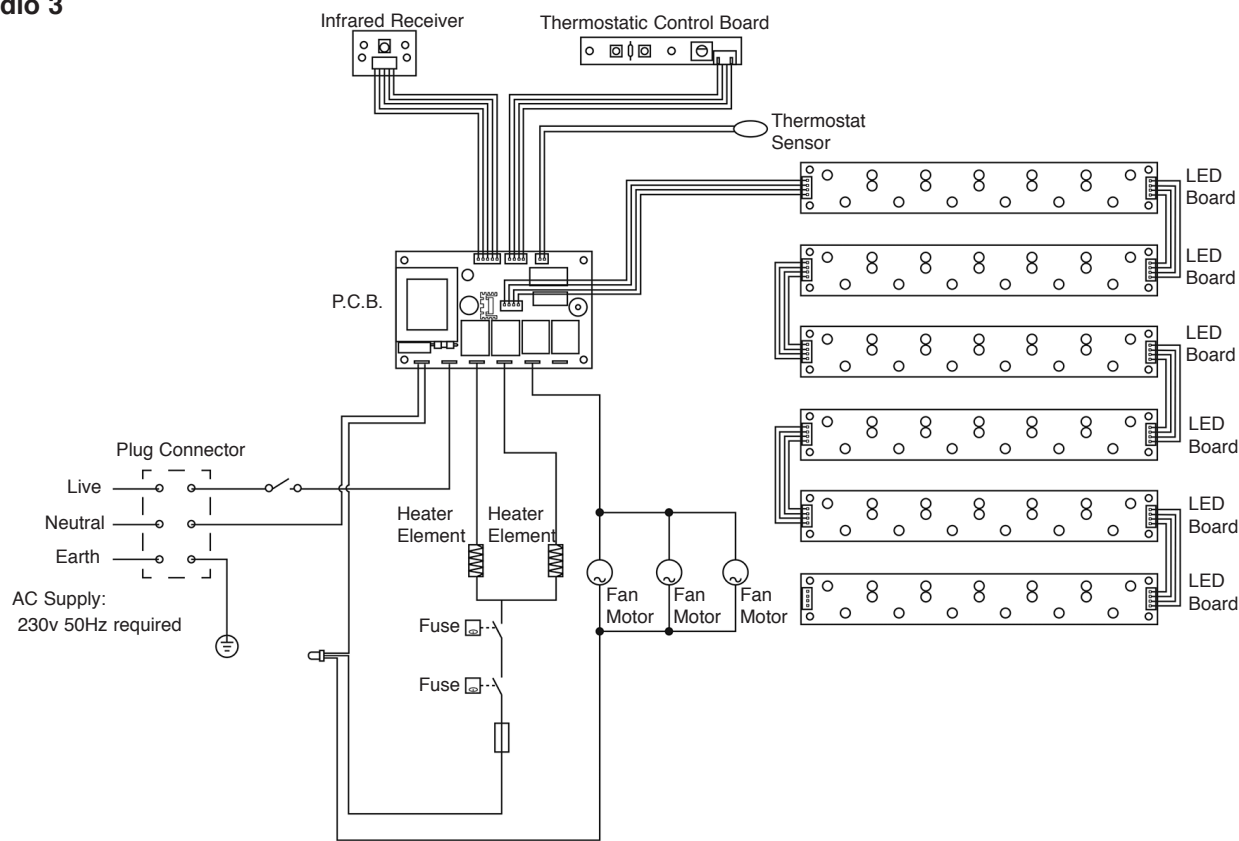 dio 3
Infrared Receiver
Thermostatic Control Board
Thermostat
Sensor
LED
Board
LED
Board
P.C.B.
LED
Board
LED
Board
Plug Connector
Live
Neutral
Earth
AC Supply:
230v 50Hz required
Heater
Element
Heater
Element
LED
Board
LED
Board
Fan
Motor
Fan
Motor
Fan
Motor
Fuse
Fuse